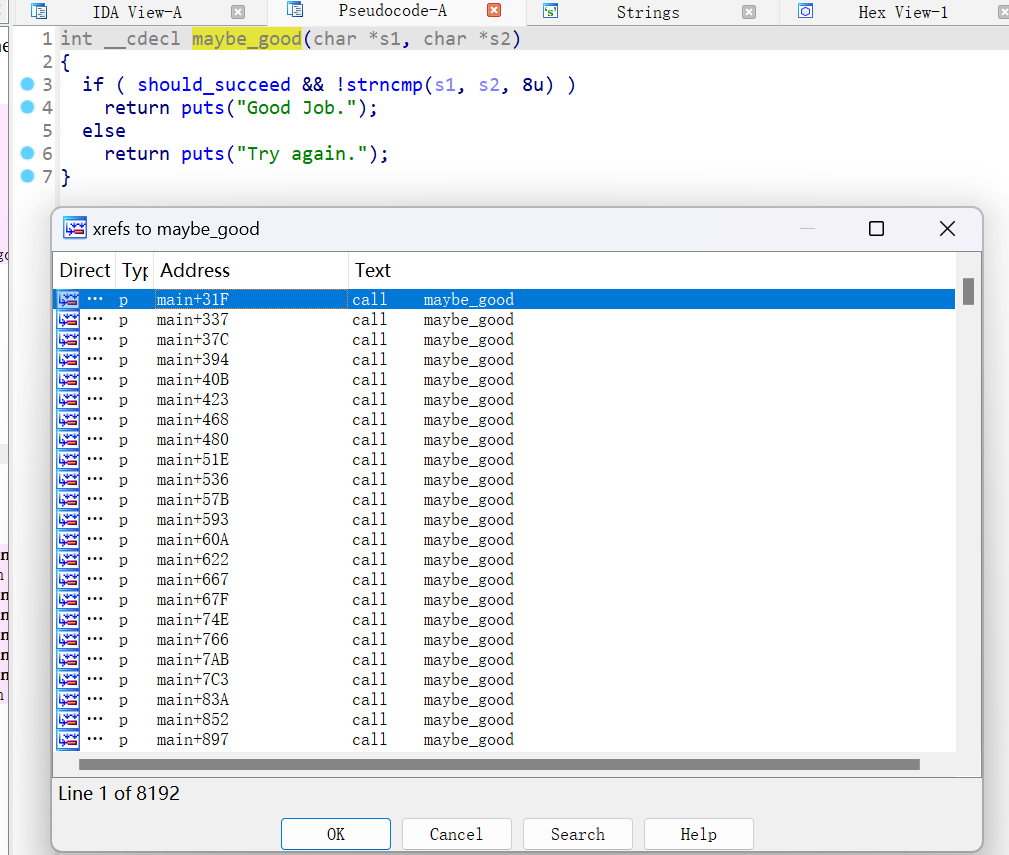 IDA View-A Pseudocode-A Strings Hex View-1
1 int __cdecl maybe_good(char *s1, char *s2)
2 {
3 if ( should_succeed && !strncmp(s1, s2, 8u) )
4 return puts("Good Job.");
5 else
6 return puts("Try again.");
7 }
xrefs to maybe_good
Direct Typ Address Text
... p main+31F call maybe_good
... p main+337 call maybe_good
... p main+37C call maybe_good
... p main+394 call maybe_good
... p main+40B call maybe_good
... p main+423 call maybe_good
... p main+468 call maybe_good
... p main+480 call maybe_good
... p main+51E call maybe_good
... p main+536 call maybe_good
... p main+57B call maybe_good
... p main+593 call maybe_good
... p main+60A call maybe_good
... p main+622 call maybe_good
... p main+667 call maybe_good
... p main+67F call maybe_good
... p main+74E call maybe_good
... p main+766 call maybe_good
... p main+7AB call maybe_good
... p main+7C3 call maybe_good
... p main+83A call maybe_good
... p main+852 call maybe_good
... p main+897 call maybe_good
Line 1 of 8192
OK Cancel Search Help